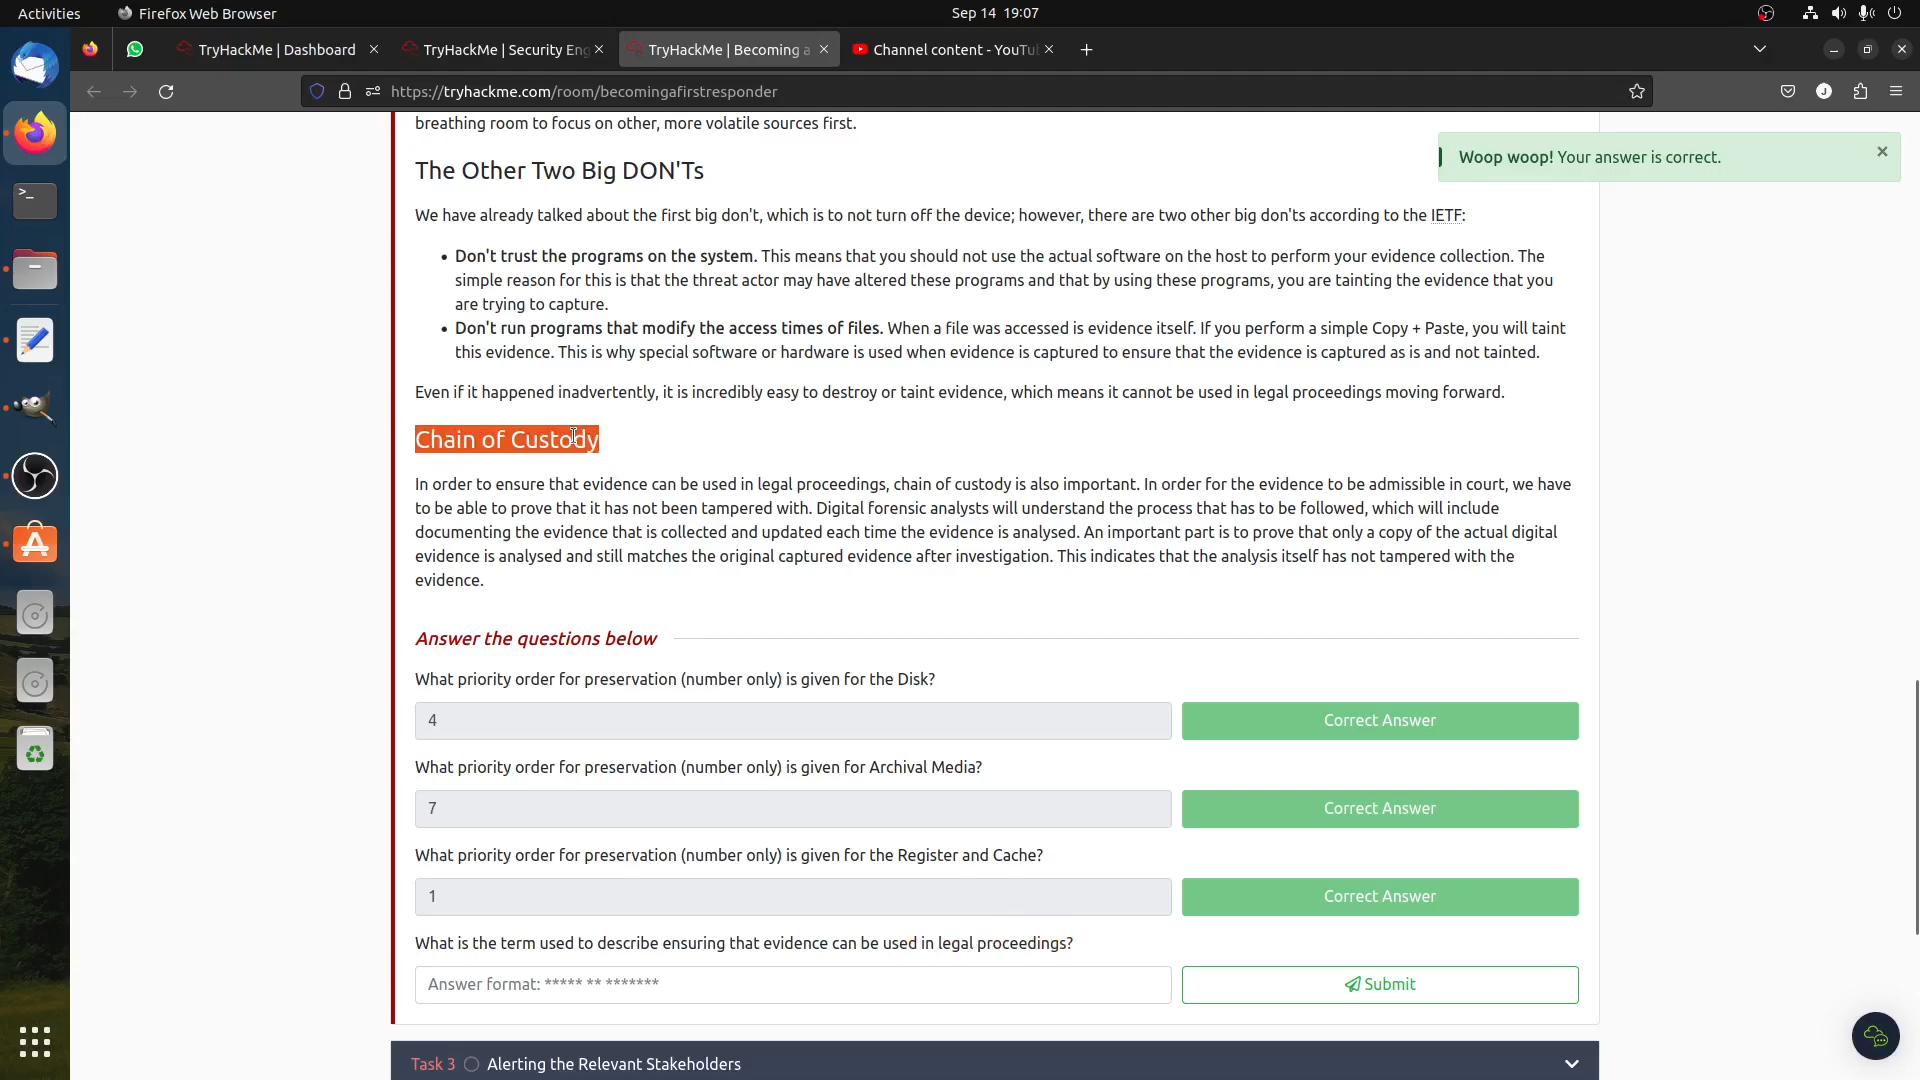 Activities
Firefox Web Browser
Sep 14 19:07
TryHackMe | Dashboard
TryHackMe | Security Eng
TryHackMe | Becoming a
Channel content - YouTu
https://tryhackme.com/room/becomingafirstresponder
J
breathing room to focus on other, more volatile sources first.
Woop woop! Your answer is correct.
The Other Two Big DON'Ts
We have already talked about the first big don't, which is to not turn off the device; however, there are two other big don'ts according to the IETF:
Don't trust the programs on the system. This means that you should not use the actual software on the host to perform your evidence collection. The
simple reason for this is that the threat actor may have altered these programs and that by using these programs, you are tainting the evidence that you
are trying to capture.
Don't run programs that modify the access times of files. When a file was accessed is evidence itself. If you perform a simple Copy + Paste, you will taint
this evidence. This is why special software or hardware is used when evidence is captured to ensure that the evidence is captured as is and not tainted.
Even if it happened inadvertently, it is incredibly easy to destroy or taint evidence, which means it cannot be used in legal proceedings moving forward.
Chain of Custody
In order to ensure that evidence can be used in legal proceedings, chain of custody is also important. In order for the evidence to be admissible in court, we have
to be able to prove that it has not been tampered with. Digital forensic analysts will understand the process that has to be followed, which will include
documenting the evidence that is collected and updated each time the evidence is analysed. An important part is to prove that only a copy of the actual digital
evidence is analysed and still matches the original captured evidence after investigation. This indicates that the analysis itself has not tampered with the
evidence.
Answer the questions below
What priority order for preservation (number only) is given for the Disk?
4
Correct Answer
What priority order for preservation (number only) is given for Archival Media?
7
Correct Answer
What priority order for preservation (number only) is given for the Register and Cache?
1
Correct Answer
What is the term used to describe ensuring that evidence can be used in legal proceedings?
Answer format: ***** ** *******
Submit
Task 3 Alerting the Relevant Stakeholders